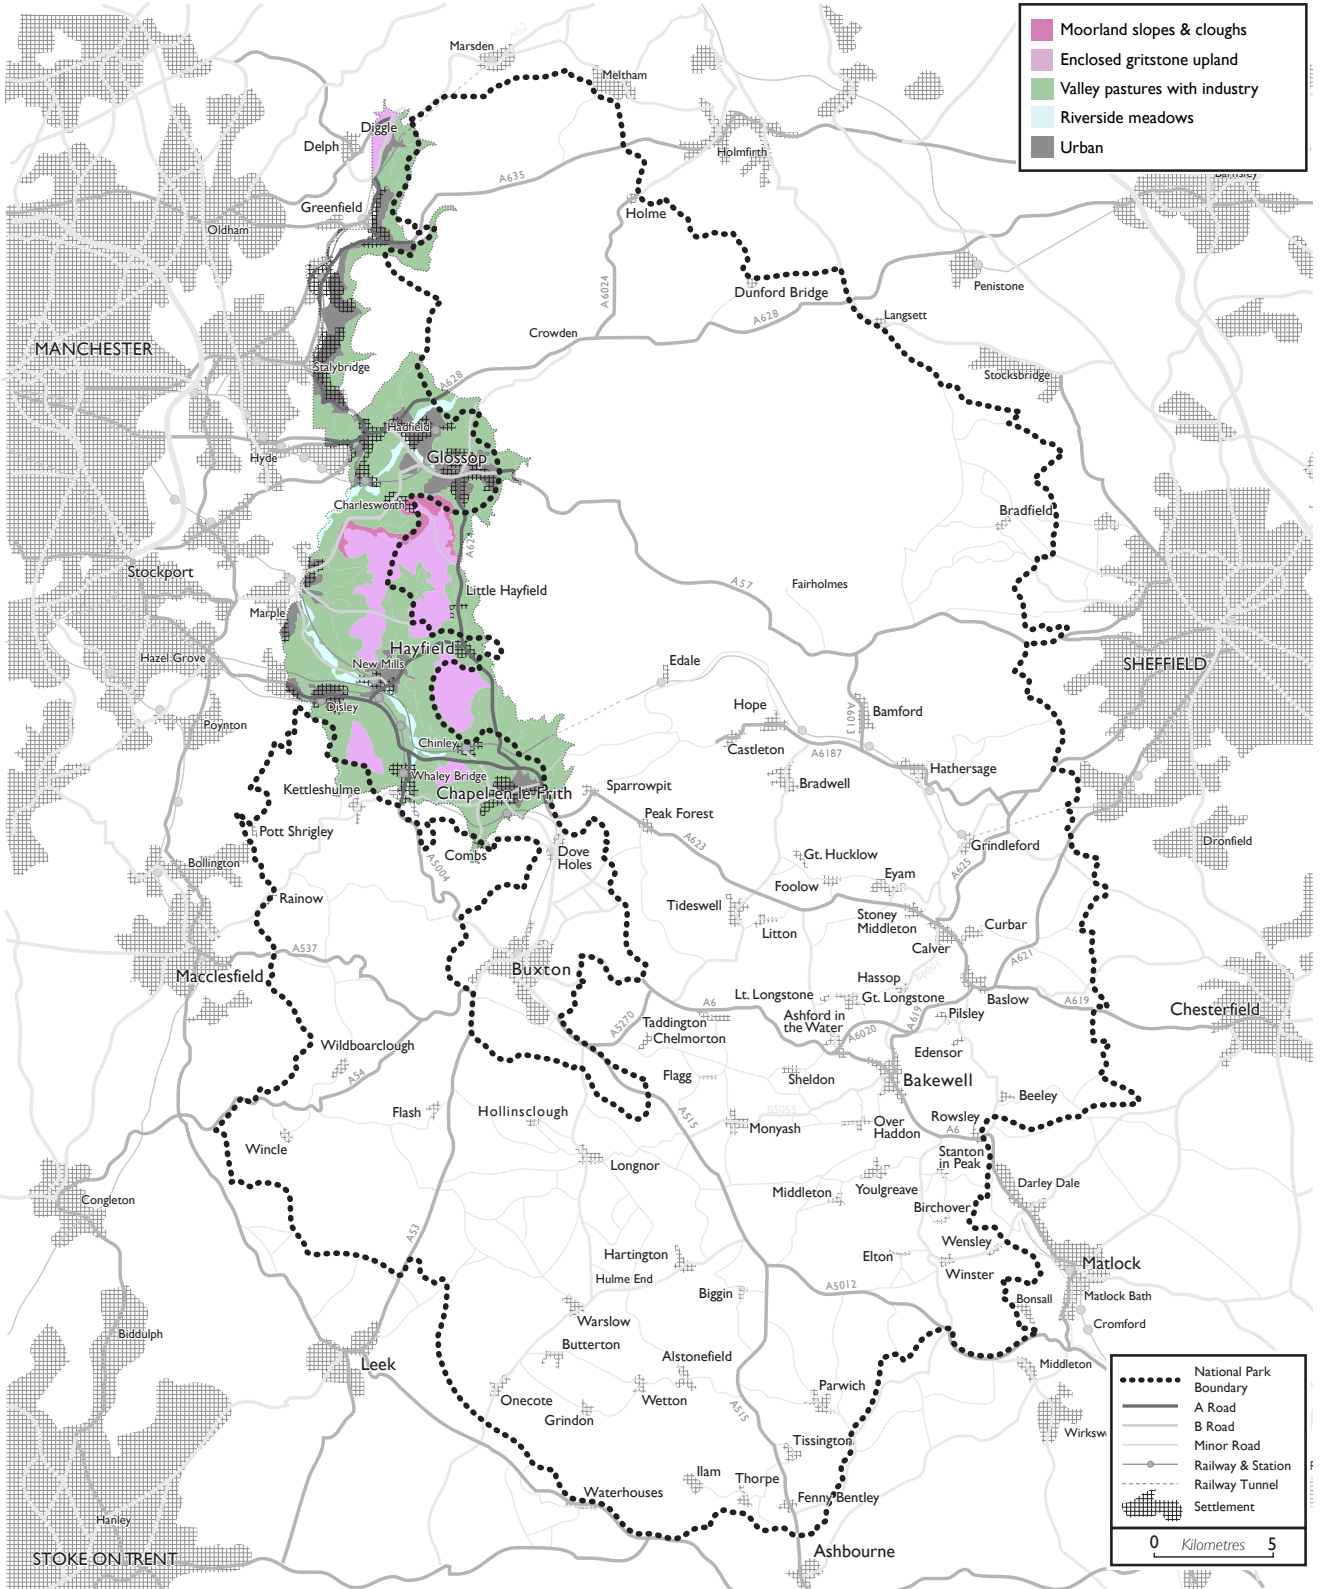 Moorland slopes & cloughs
Enclosed gritstone upland
Valley pastures with industry
Riverside meadows
Urban
A62
Marsden
Meltham
Diggle
Delph
Holmfirth
Barnsley
A635
Greenfield
Holme
Oldham
Penistone
A6024
Dunford Bridge
A628
Langsett
Crowden
MANCHESTER
Stalybridge
A628
Stocksbridge
Hadfield
Hyde
Glossop
Charlesworth
Bradfield
A624
Stockport
A57
Fairholmes
Little Hayfield
Marple
Hayfield
Hazel Grove
New Mills
Edale
SHEFFIELD
Disley
Hope
A6013
Bamford
Poynton
Chinley
Castleton
A6187
Hathersage
Whaley Bridge
Kettleshulme
Chapel-en-le-Frith
Sparrowpit
Bradwell
Pott Shrigley
Peak Forest
A623
Grindleford
Dronfield
Combs
Dove
Holes
Gt. Hucklow
Bollington
A5004
A625
Foolow
Eyam
Rainow
Tideswell
Stoney
Middleton
Litton
Curbar
Calver
A537
A621
Macclesfield
Buxton
Hassop
B6001
Lt. Longstone
Gt. Longstone
Baslow
A619
A6
Chesterfield
Ashford in
the Water
A619
Pilsley
A5270
Taddington
Chelmorton
A6020
Wildboarclough
Edensor
A54
Flagg
Sheldon
Bakewell
Beeley
Flash
Hollinsclough
A515
B5055
Monyash
Over
Haddon
Rowsley
A6
Wincle
Stanton
in Peak
Longnor
Youlgreave
Middleton
Darley Dale
Congleton
Birchover
A53
Wensley
Hartington
Elton
Matlock
Hulme End
Winster
A5012
Biggin
Bonsall
Matlock Bath
Warslow
Cromford
Biddulph
Butterton
Alstonefield
Leek
Middleton
Parwich
Onecote
Wetton
Grindon
A515
Wirksw
Tissington
Ilam
Thorpe
Waterhouses
Fenny Bentley
Hanley
STOKE ON TRENT
Ashbourne
National Park
Boundary
A Road
B Road
Minor Road
Railway & Station
Railway Tunnel
Settlement
0 Kilometres 5